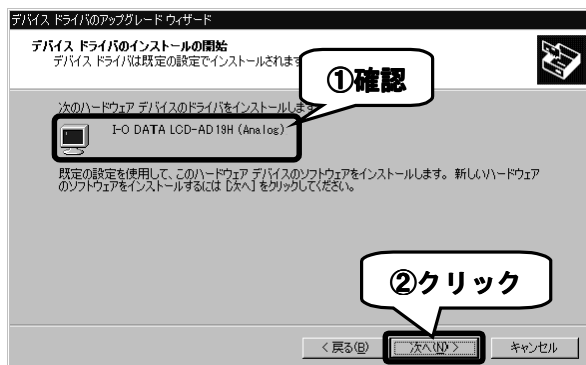 デバイス ドライバのアップグレード ウィザード
デバイス ドライバのインストールの開始
デバイス ドライバは既定の設定でインストールされます
①確認
次のハードウェア デバイスのドライバをインストールします
I-O DATA LCD-AD19H (Analog)
既定の設定を使用して、このハードウェア デバイスのソフトウェアをインストールします。 新しいハードウェア
のソフトウェアをインストールするには [次へ] をクリックしてください。
②クリック
< 戻る(B)
次へ(N) >
キャンセル